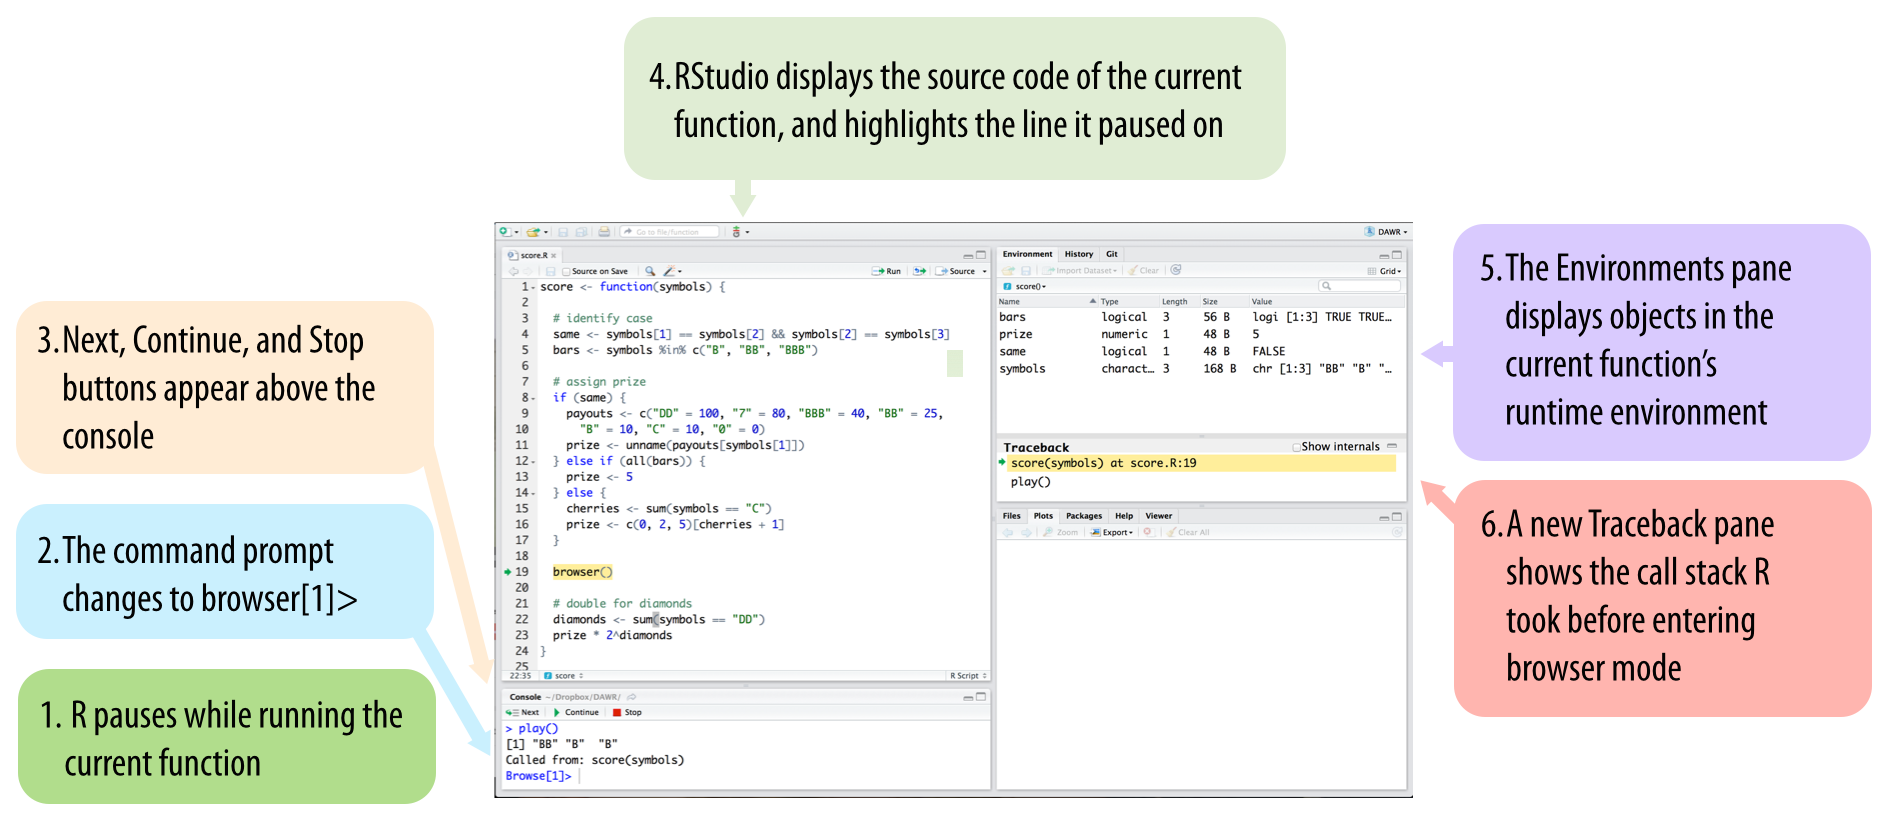 4. RStudio displays the source code of the current
function, and highlights the line it paused on
3. Next, Continue, and Stop
buttons appear above the
console
2. The command prompt
changes to browser[1]>
1. R pauses while running the
current function
Go to file/function
DAWR
score.R
Source on Save
Run
Source
1 score <- function(symbols) {
2
3 # identify case
4 same <- symbols[1] == symbols[2] && symbols[2] == symbols[3]
5 bars <- symbols %in% c("B", "BB", "BBB")
6
7 # assign prize
8 if (same) {
9 payouts <- c("DD" = 100, "7" = 80, "BBB" = 40, "BB" = 25,
10 "B" = 10, "C" = 10, "0" = 0)
11 prize <- unname(payouts[symbols[1]])
12 } else if (all(bars)) {
13 prize <- 5
14 } else {
15 cherries <- sum(symbols == "C")
16 prize <- c(0, 2, 5)[cherries + 1]
17 }
18
19 browser()
20
21 # double for diamonds
22 diamonds <- sum(symbols == "DD")
23 prize * 2^diamonds
24 }
25
22:35 score R Script
Console ~/Dropbox/DAWR/
Next Continue Stop
> play()
[1] "BB" "B" "B"
Called from: score(symbols)
Browse[1]>
Environment History Git
Import Dataset Clear Grid
score()
Name Type Length Size Value
bars logical 3 56 B logi [1:3] TRUE TRUE…
prize numeric 1 48 B 5
same logical 1 48 B FALSE
symbols charact… 3 168 B chr [1:3] "BB" "B" "…
Traceback Show internals
score(symbols) at score.R:19
play()
Files Plots Packages Help Viewer
Zoom Export Clear All
5. The Environments pane
displays objects in the
current function's
runtime environment
6. A new Traceback pane
shows the call stack R
took before entering
browser mode